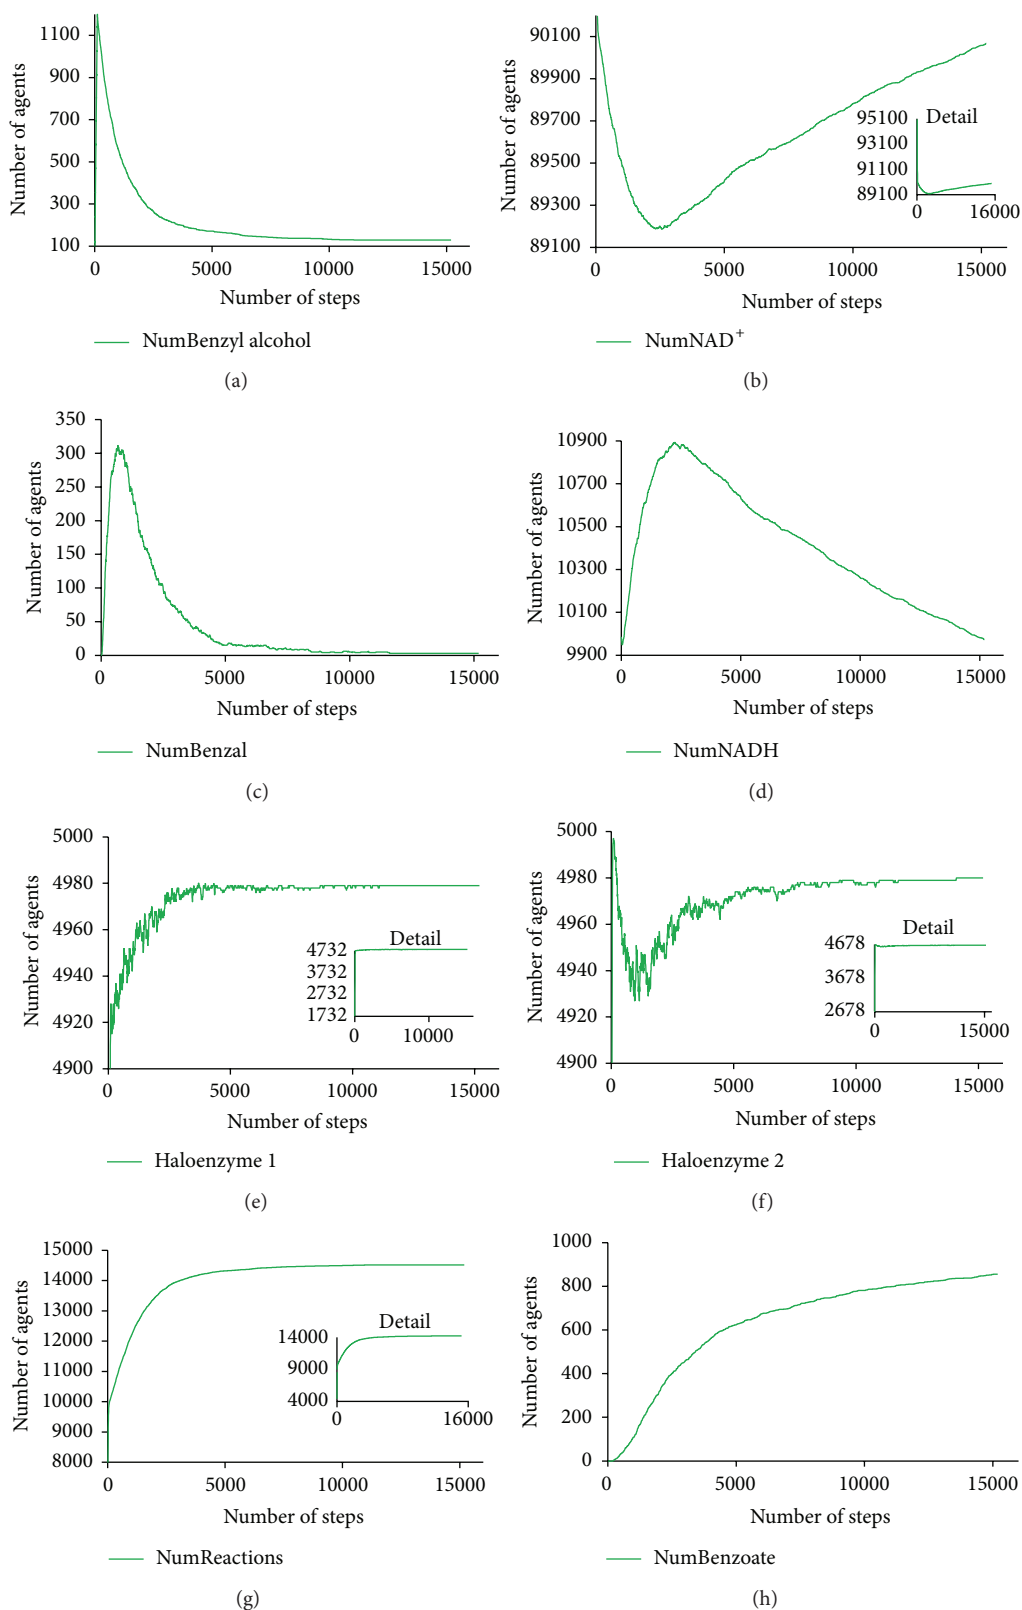 Number of agents
1100
900
700
500
300
100
0
5000
10000
15000
Number of steps
NumBenzyl alcohol
(a)
Number of agents
90100
89900
89700
89500
89300
89100
0
5000
10000
15000
Detail
95100
93100
91100
89100
0
16000
Number of steps
NumNAD+
(b)
Number of agents
350
300
250
200
150
100
50
0
0
5000
10000
15000
Number of steps
NumBenzal
(c)
Number of agents
10900
10700
10500
10300
10100
9900
0
5000
10000
15000
Number of steps
NumNADH
(d)
Number of agents
5000
4980
4960
4940
4920
4900
0
5000
10000
15000
Detail
4732
3732
2732
1732
0
10000
Number of steps
Haloenzyme 1
(e)
Number of agents
5000
4980
4960
4940
4920
4900
0
5000
10000
15000
Detail
4678
3678
2678
0
15000
Number of steps
Haloenzyme 2
(f)
Number of agents
15000
14000
13000
12000
11000
10000
9000
8000
0
5000
10000
15000
Detail
14000
9000
4000
0
16000
Number of steps
NumReactions
(g)
Number of agents
1000
800
600
400
200
0
0
5000
10000
15000
Number of steps
NumBenzoate
(h)